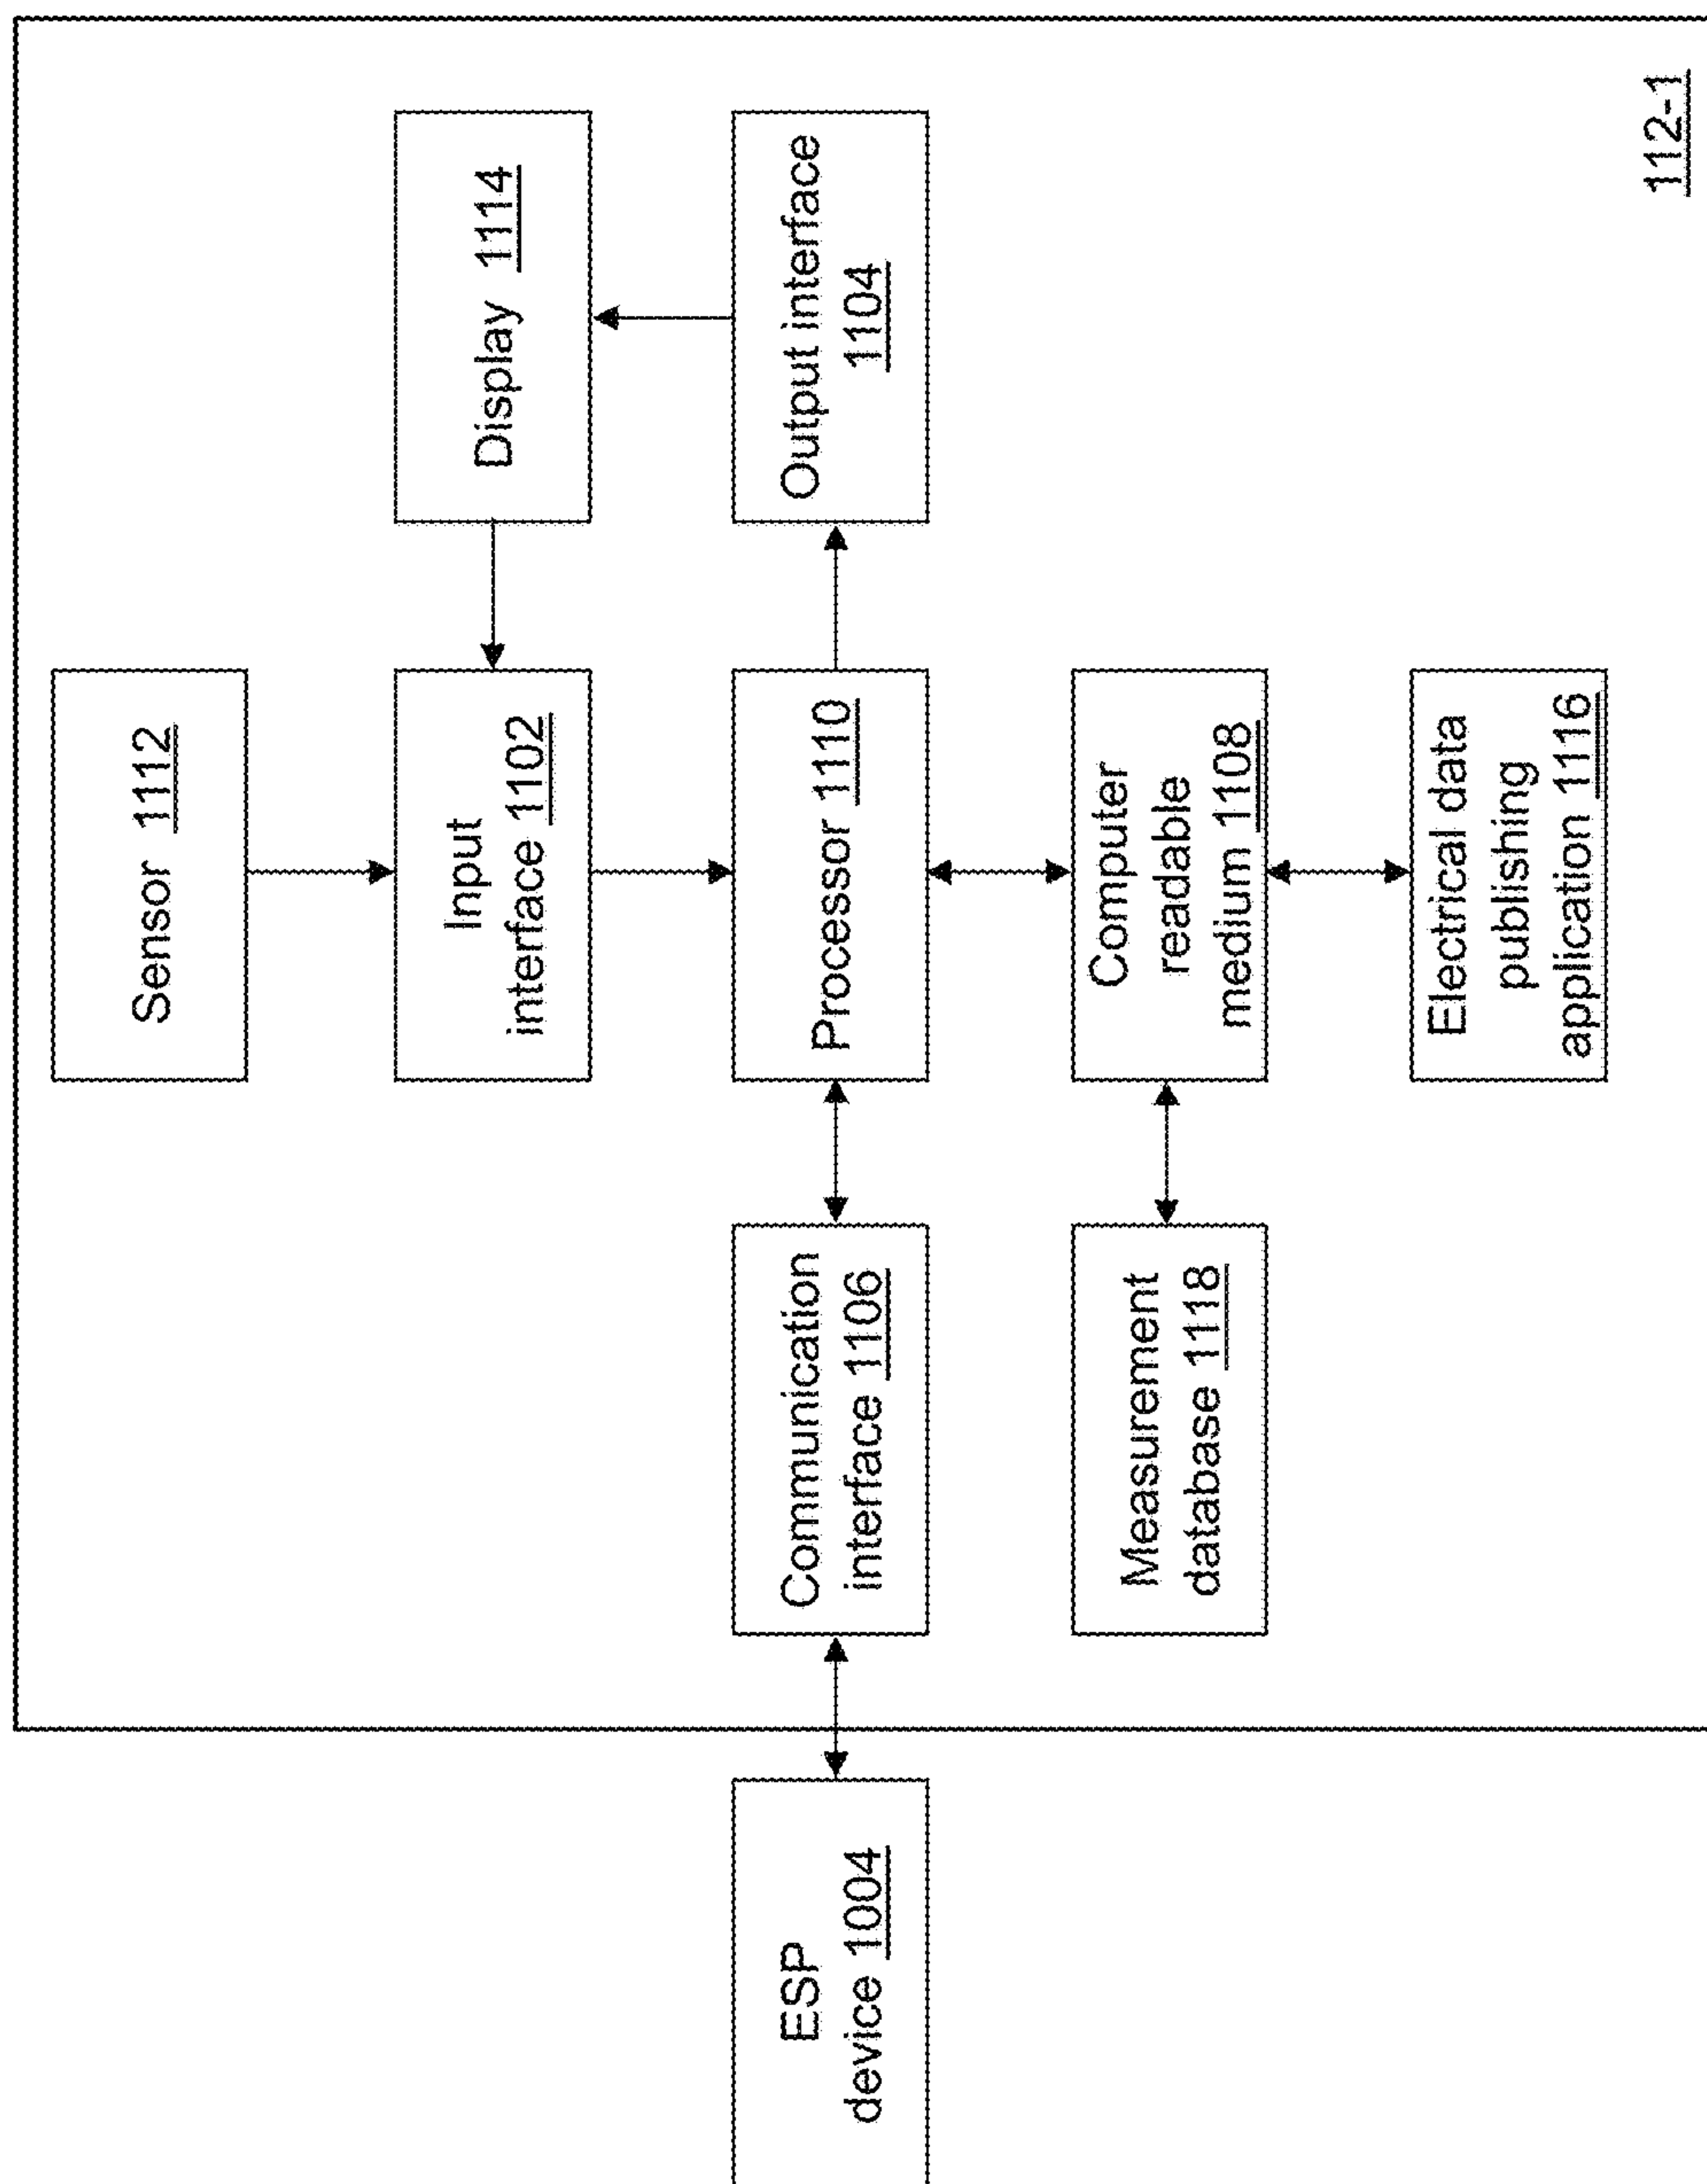 Sensor 1112
Input
interface 1102
Display 1114
ESP
device 1004
Communication
interface 1106
Processor 1110
Output interface
1104
Measurement
database 1118
Computer
readable
medium 1108
Electrical data
publishing
application 1116
112-1